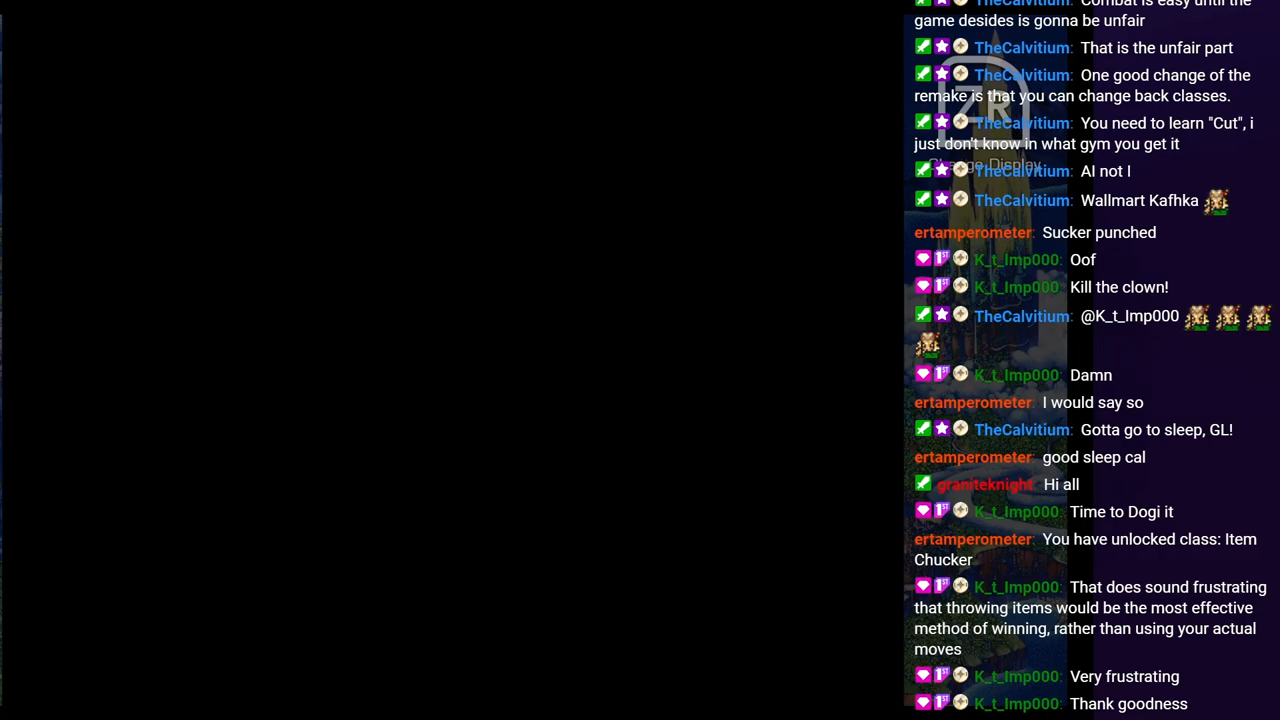 TheCalvitium: Combat is easy until the
game desides is gonna be unfair
TheCalvitium: That is the unfair part
TheCalvitium: One good change of the
remake is that you can change back classes.
TheCalvitium: You need to learn "Cut", i
just don't know in what gym you get it
TheCalvitium: AI not I
TheCalvitium: Wallmart Kafhka
ertamperometer: Sucker punched
K_t_Imp000: Oof
K_t_Imp000: Kill the clown!
TheCalvitium: @K_t_Imp000
K_t_Imp000: Damn
ertamperometer: I would say so
TheCalvitium: Gotta go to sleep, GL!
ertamperometer: good sleep cal
graniteknight: Hi all
K_t_Imp000: Time to Dogi it
ertamperometer: You have unlocked class: Item
Chucker
K_t_Imp000: That does sound frustrating
that throwing items would be the most effective
method of winning, rather than using your actual
moves
K_t_Imp000: Very frustrating
K_t_Imp000: Thank goodness
ZR
Change Display